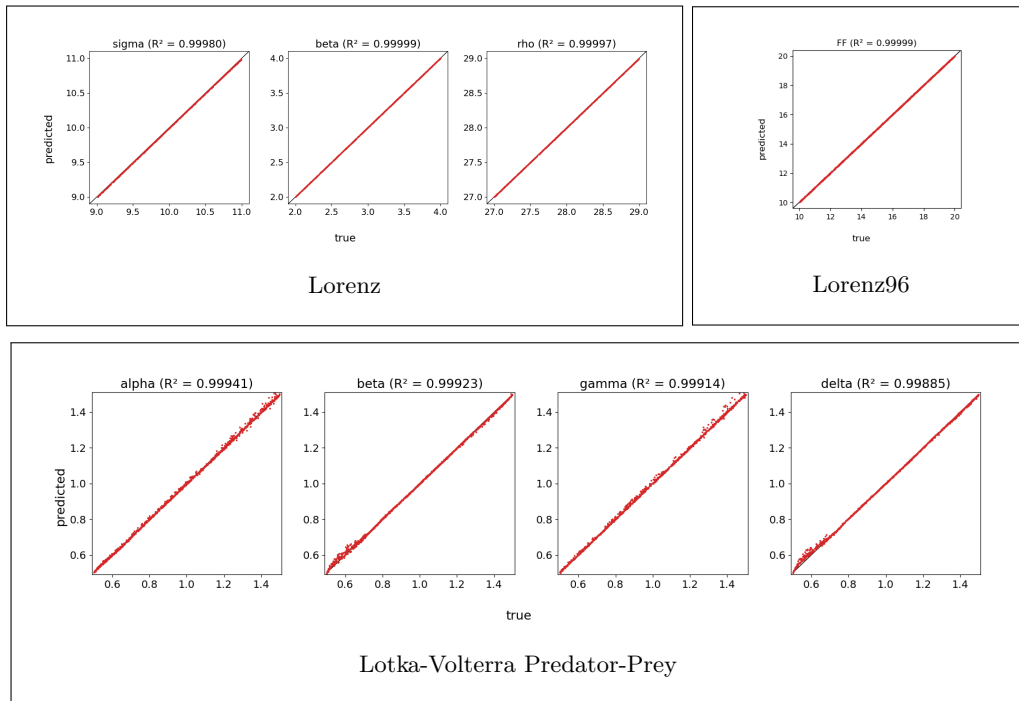 sigma (R² = 0.99980)
beta (R² = 0.99999)
rho (R² = 0.99997)
predicted
11.0
10.5
10.0
9.5
9.0
9.0 9.5 10.0 10.5 11.0
4.0
3.5
3.0
2.5
2.0
2.0 2.5 3.0 3.5 4.0
29.0
28.5
28.0
27.5
27.0
27.0 27.5 28.0 28.5 29.0
true
Lorenz
FF (R² = 0.99999)
predicted
20
18
16
14
12
10
10 12 14 16 18 20
true
Lorenz96
alpha (R² = 0.99941)
beta (R² = 0.99923)
gamma (R² = 0.99914)
delta (R² = 0.99885)
predicted
1.4
1.2
1.0
0.8
0.6
0.6 0.8 1.0 1.2 1.4
1.4
1.2
1.0
0.8
0.6
0.6 0.8 1.0 1.2 1.4
1.4
1.2
1.0
0.8
0.6
0.6 0.8 1.0 1.2 1.4
1.4
1.2
1.0
0.8
0.6
0.6 0.8 1.0 1.2 1.4
true
Lotka-Volterra Predator-Prey